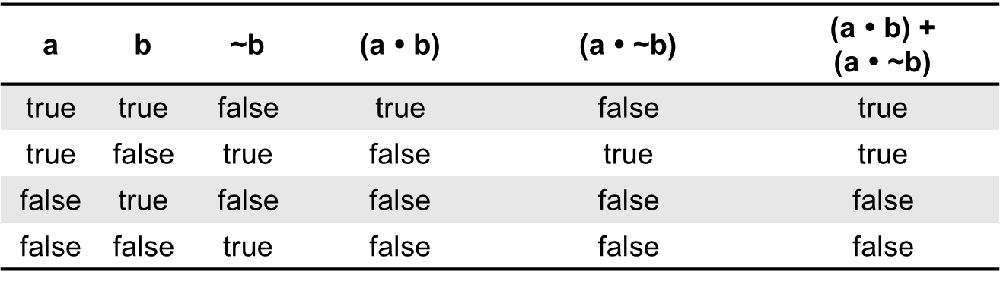 a b ~b (a • b) (a • ~b) (a • b) +
(a • ~b)
true true false true false true
true false true false true true
false true false false false false
false false true false false false